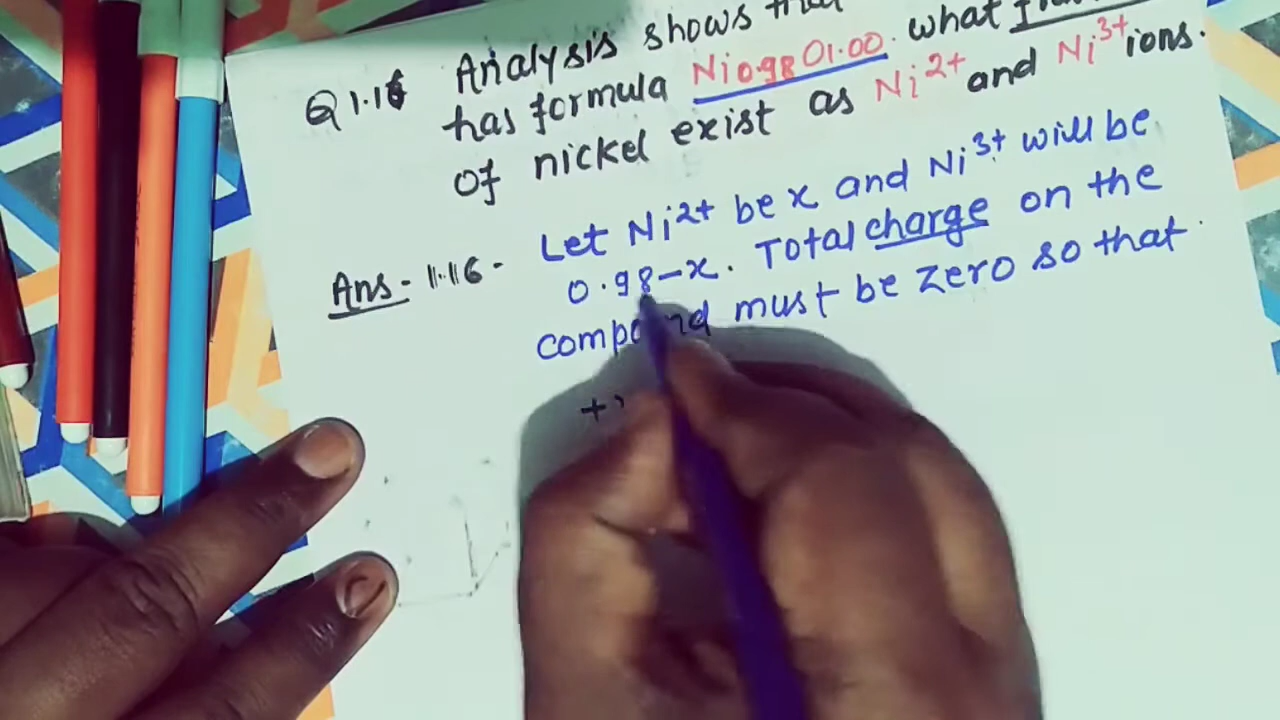 Analysis shows
Q 1.16 has formula Ni0.98O1.00. what
of nickel exist as Ni2+ and Ni3+ ions.
Ans- 1.16- Let Ni2+ be x and Ni3+ will be
0.98-x. Total charge on the
compound must be zero so that
+